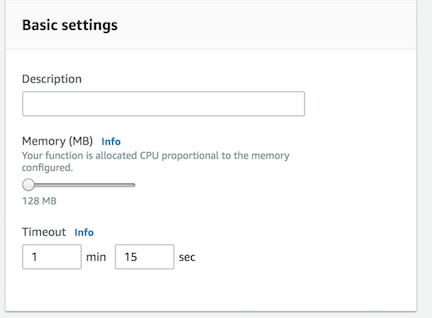 Basic settings
Description
Memory (MB) Info
Your function is allocated CPU proportional to the memory
configured.
128 MB
Timeout Info
1 min 15 sec